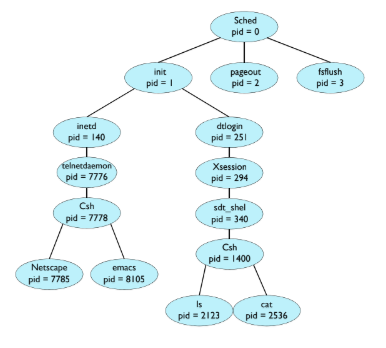 Sched
pid = 0
init
pid = 1
pageout
pid = 2
fsflush
pid = 3
inetd
pid = 140
dtlogin
pid = 251
telnetdaemon
pid = 7776
Xsession
pid = 294
Csh
pid = 7778
sdt_shel
pid = 340
Csh
pid = 1400
Netscape
pid = 7785
emacs
pid = 8105
ls
pid = 2123
cat
pid = 2536